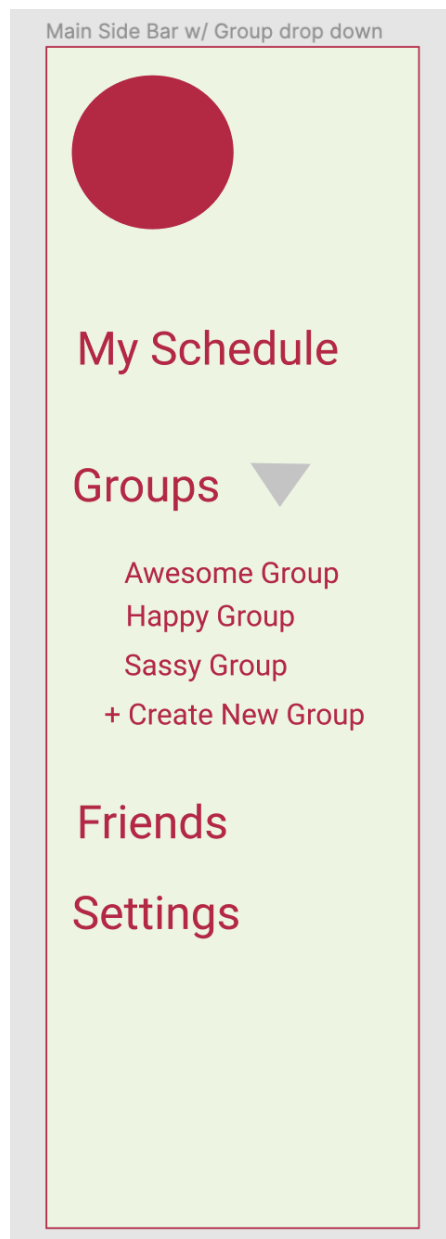 Main Side Bar w/ Group drop down
My Schedule
Groups
Awesome Group
Happy Group
Sassy Group
+ Create New Group
Friends
Settings